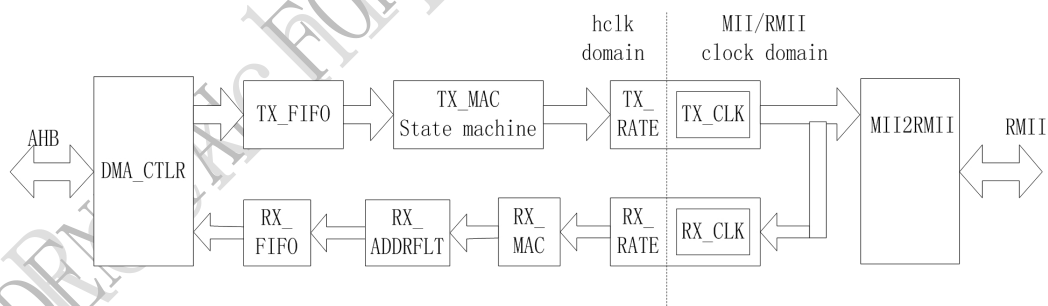 hclk
domain
MII/RMII
clock domain
AHB
DMA_CTLR
TX_FIFO
TX_MAC
State machine
TX_
RATE
TX_CLK
MII2RMII
RMII
RX_
FIFO
RX_
ADDRFLT
RX_
MAC
RX_
RATE
RX_CLK